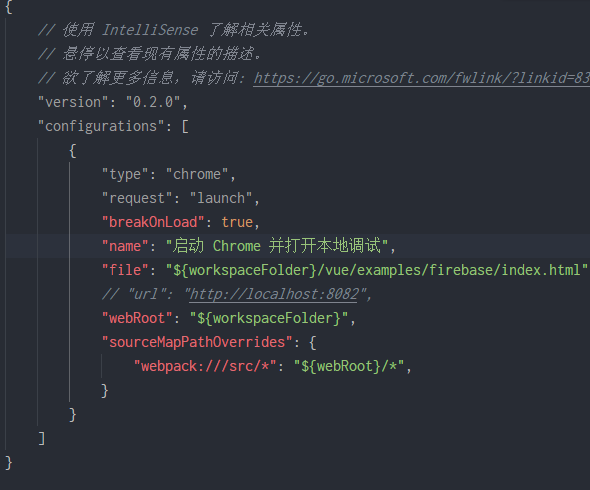 {
// 使用 IntelliSense 了解相关属性。
// 悬停以查看现有属性的描述。
// 欲了解更多信息，请访问: https://go.microsoft.com/fwlink/?linkid=83
"version": "0.2.0",
"configurations": [
{
"type": "chrome",
"request": "launch",
"breakOnLoad": true,
"name": "启动 Chrome 并打开本地调试",
"file": "${workspaceFolder}/vue/examples/firebase/index.html"
// "url": "http://localhost:8082",
"webRoot": "${workspaceFolder}",
"sourceMapPathOverrides": {
"webpack:///src/*": "${webRoot}/*",
}
}
]
}